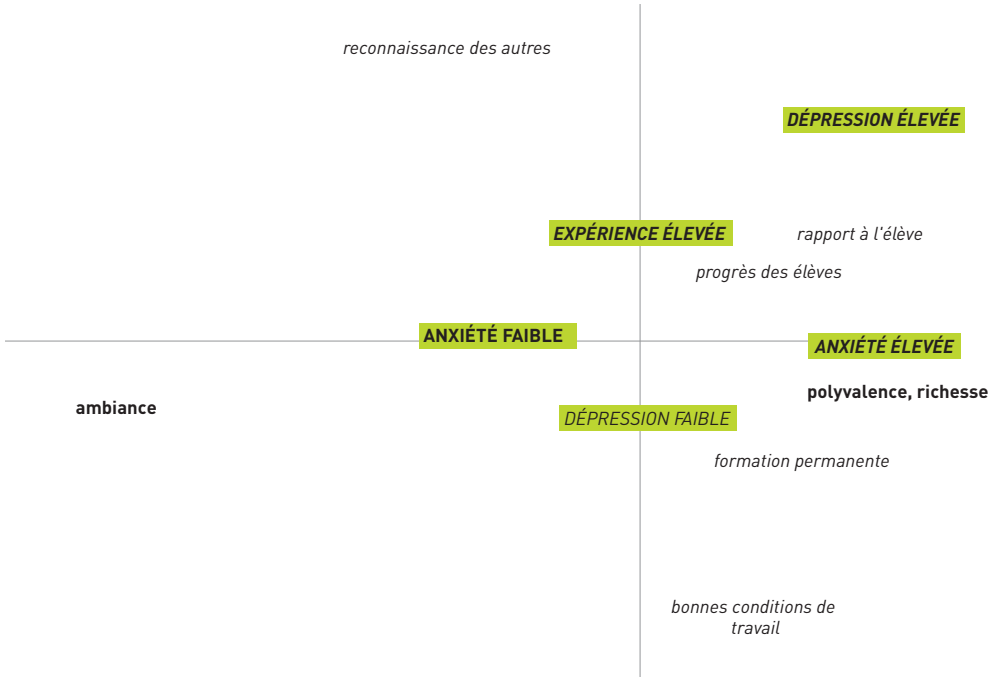 reconnaissance des autres
DÉPRESSION ÉLEVÉE
EXPÉRIENCE ÉLEVÉE
rapport à l'élève
progrès des élèves
ANXIÉTÉ FAIBLE
ANXIÉTÉ ÉLEVÉE
polyvalence, richesse
ambiance
DÉPRESSION FAIBLE
formation permanente
bonnes conditions de
travail